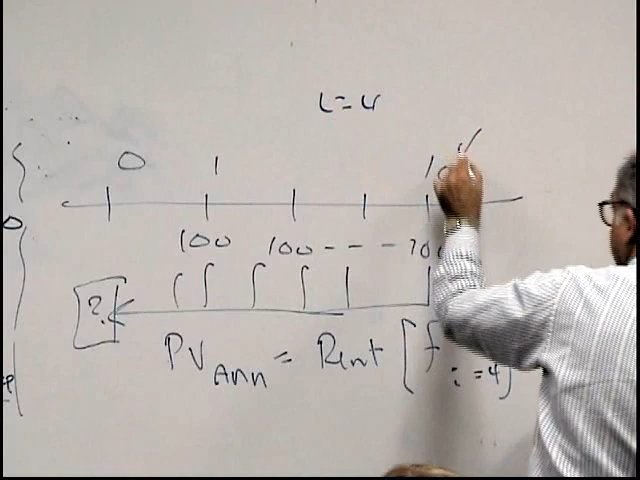 i=4
0 1 10
100 100 - - - 100
?
PV Ann = Rent [ f i=4 ]